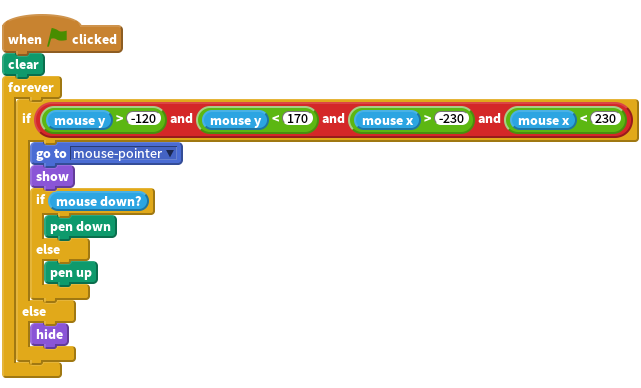 when clicked
clear
forever
if mouse y > -120 and mouse y < 170 and mouse x > -230 and mouse x < 230
go to mouse-pointer
show
if mouse down?
pen down
else
pen up
else
hide